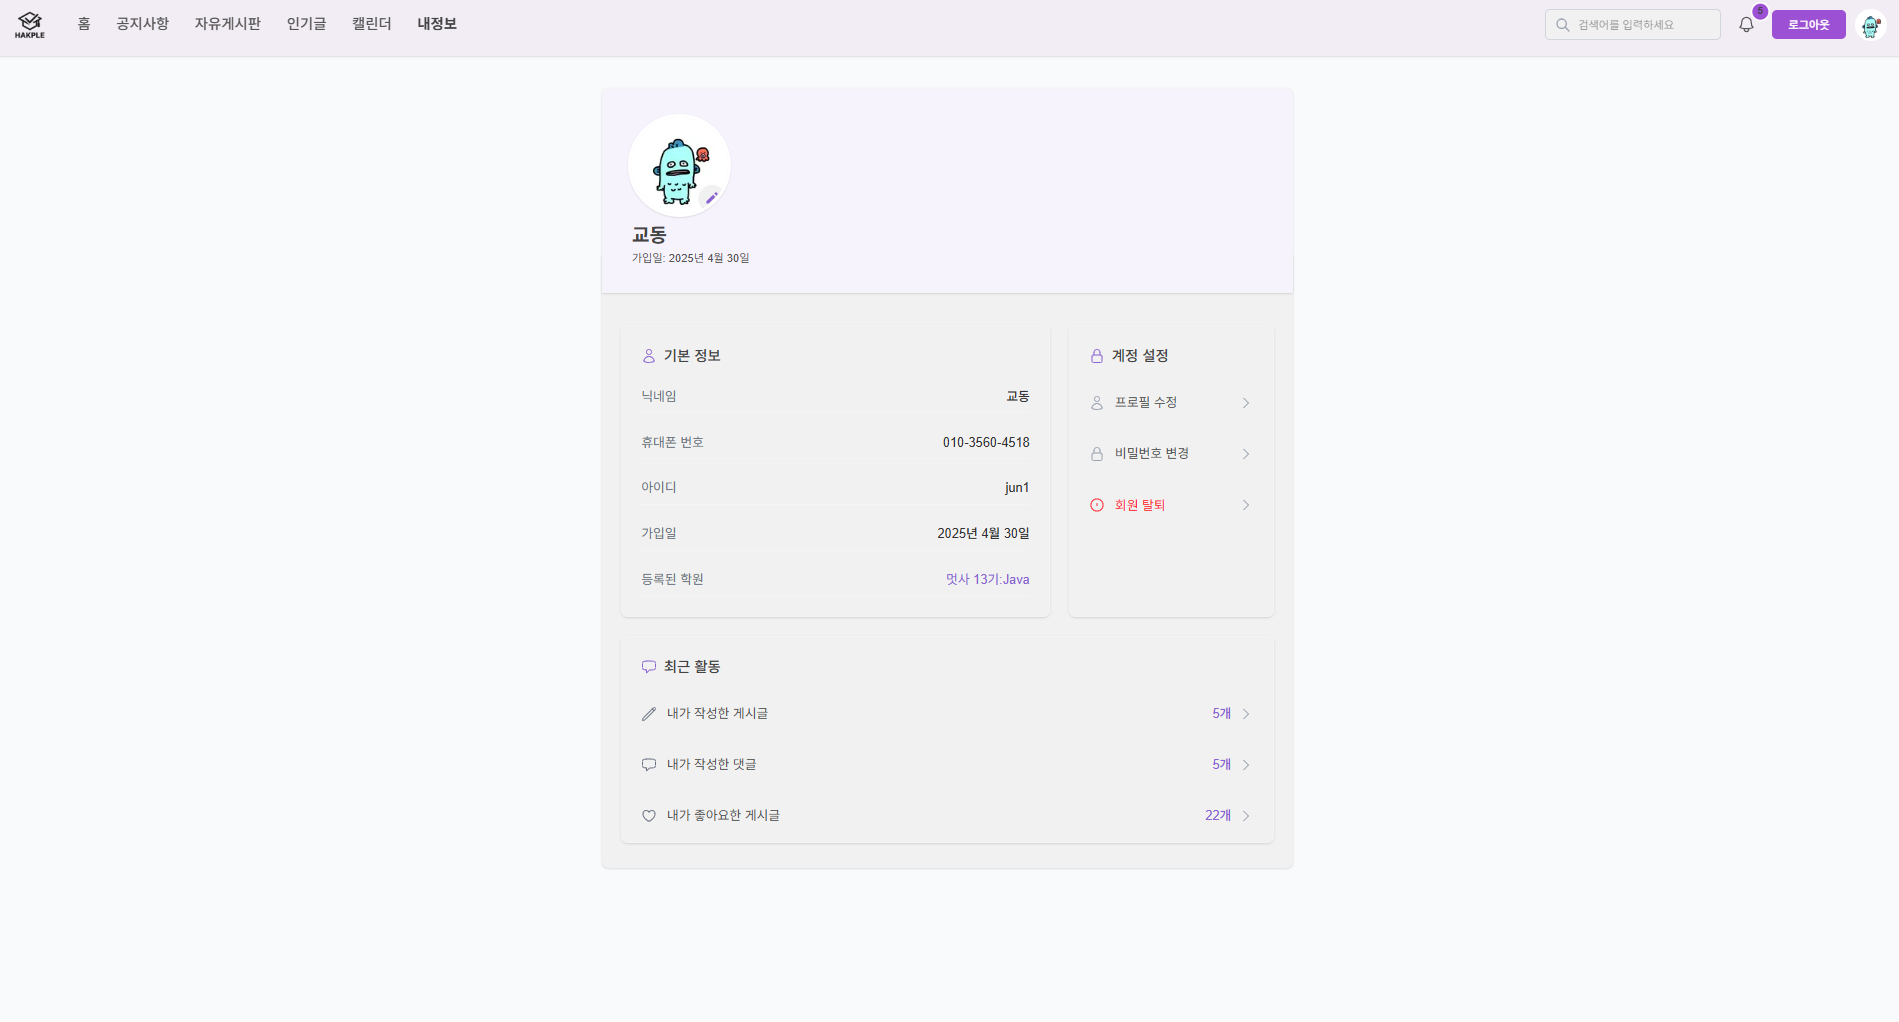 HAKPLE 홈 공지사항 자유게시판 인기글 캘린더 내정보 검색어를 입력하세요 5 로그아웃
교동
가입일: 2025년 4월 30일
기본 정보
닉네임 교동
휴대폰 번호 010-3560-4518
아이디 jun1
가입일 2025년 4월 30일
등록된 학원 멋사 13기:Java
계정 설정
프로필 수정
비밀번호 변경
회원 탈퇴
최근 활동
내가 작성한 게시글 5개
내가 작성한 댓글 5개
내가 좋아요한 게시글 22개